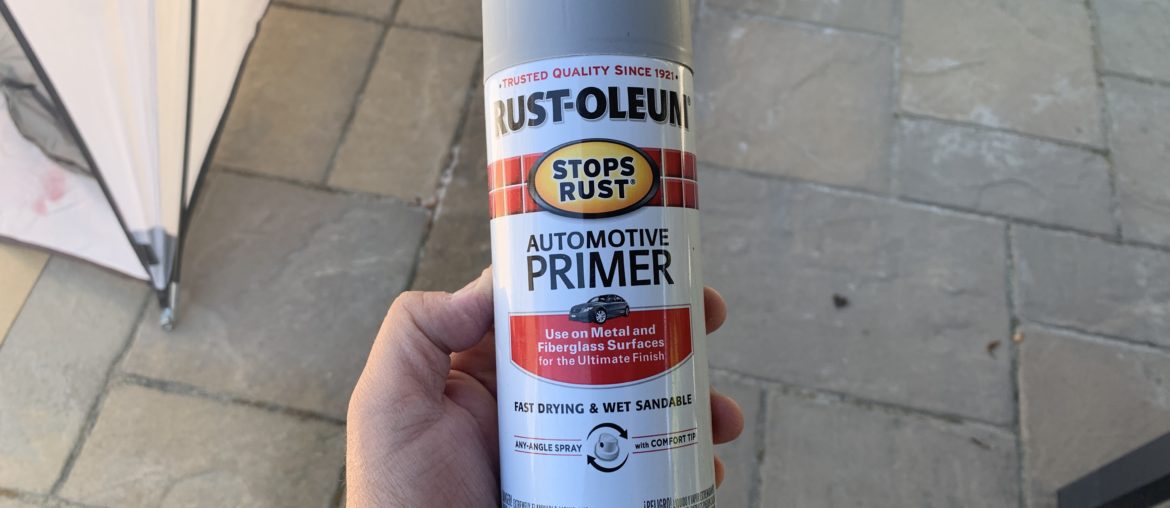 • TRUSTED QUALITY SINCE 1921 •
RUST-OLEUM®
STOPS
RUST®
AUTOMOTIVE
PRIMER
Use on Metal and
Fiberglass Surfaces
for the Ultimate Finish
FAST DRYING & WET SANDABLE
ANY-ANGLE SPRAY with COMFORT TIP
¡PELIGRO!